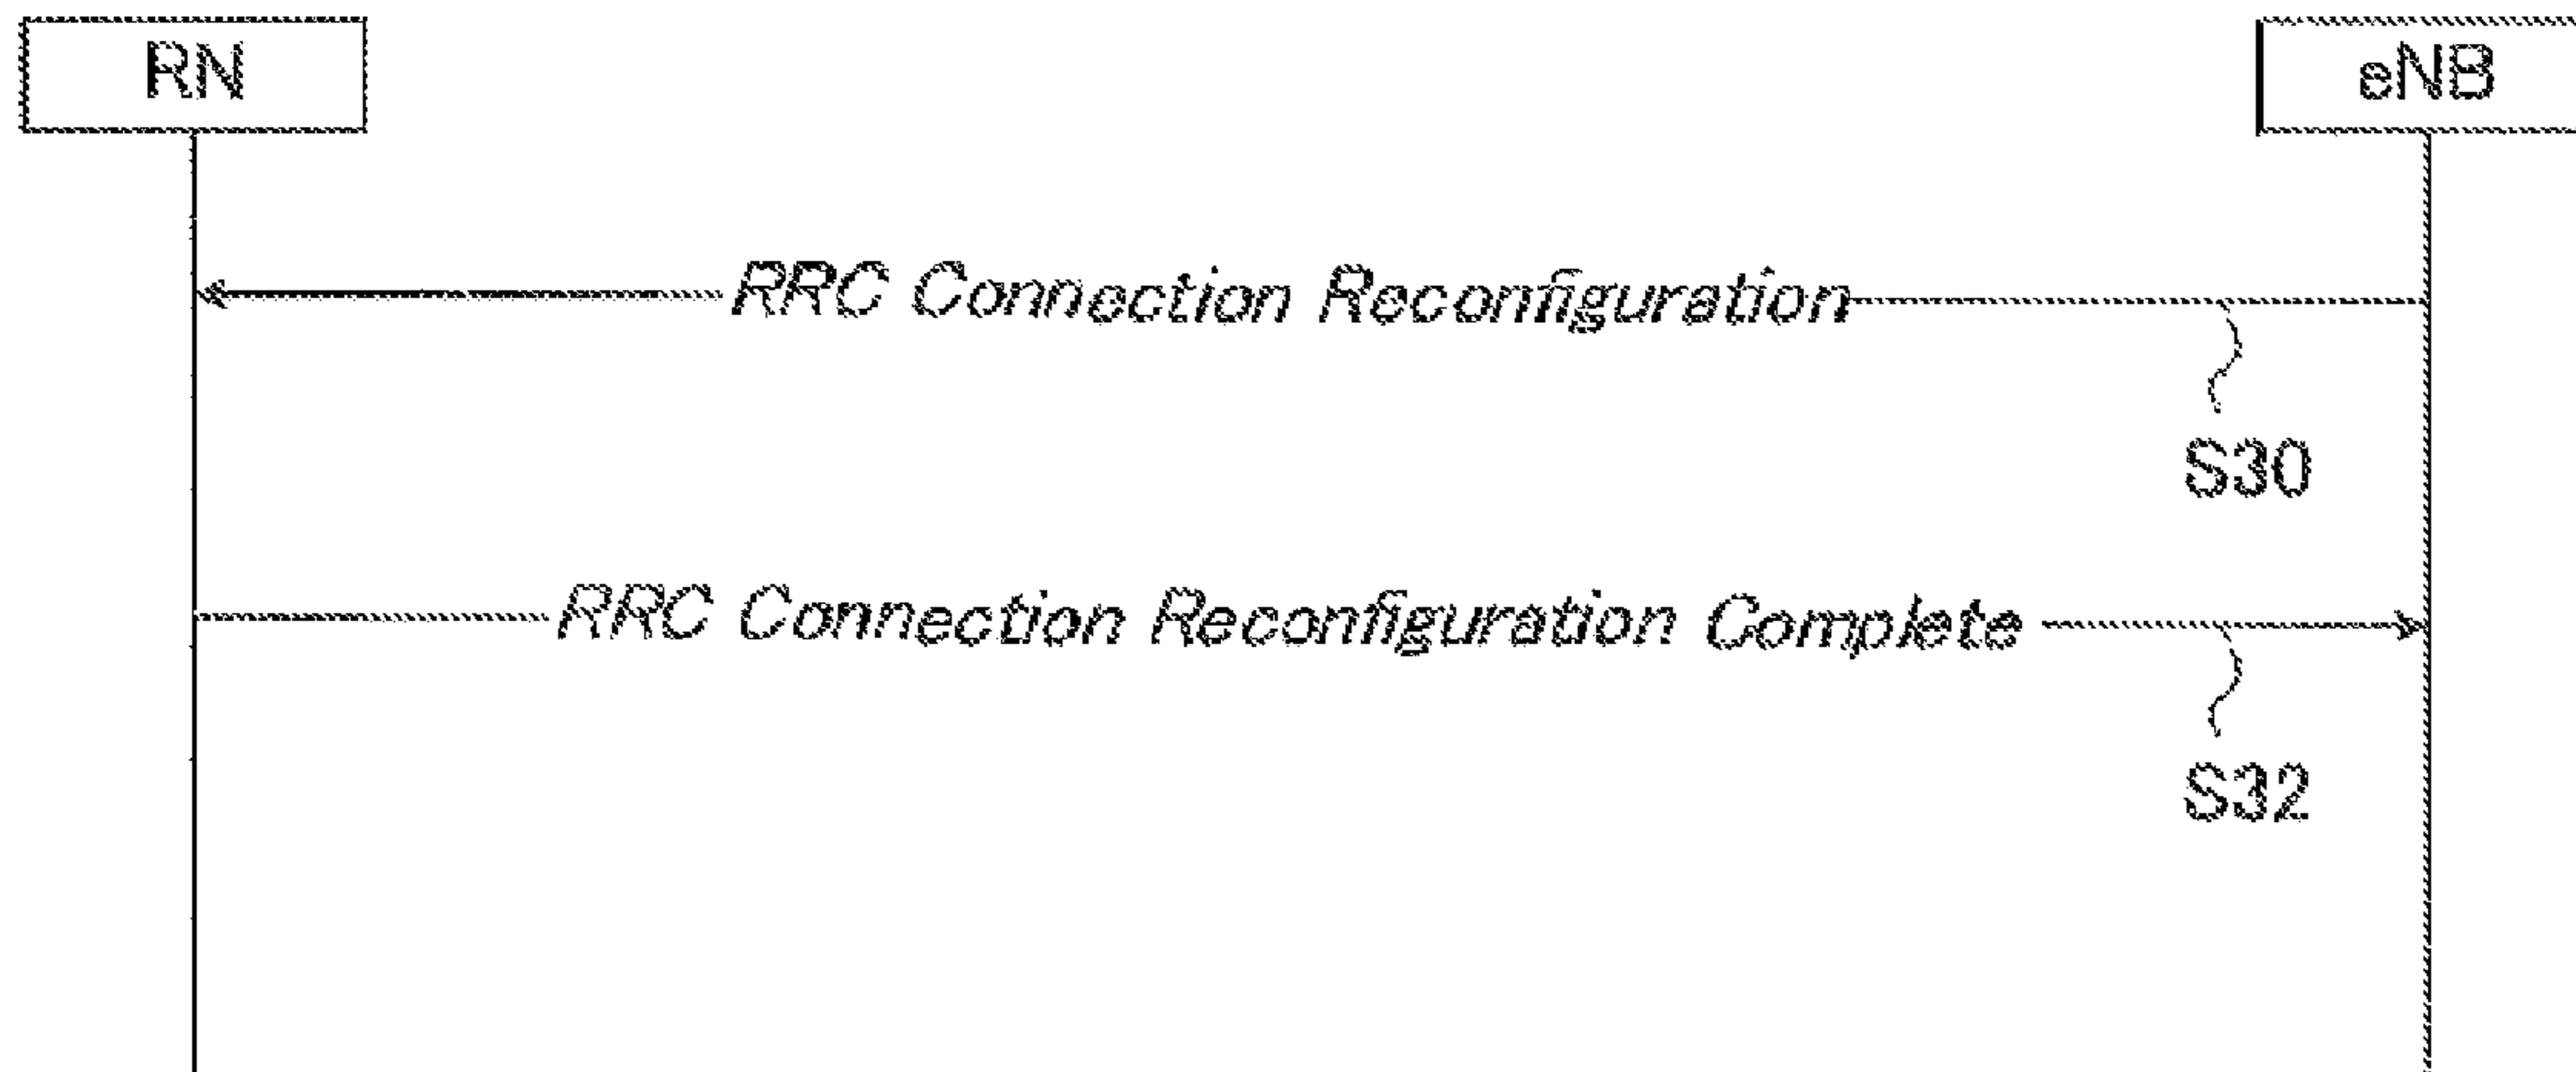 RN
eNB
RRC Connection Reconfiguration
S30
RRC Connection Reconfiguration Complete
S32